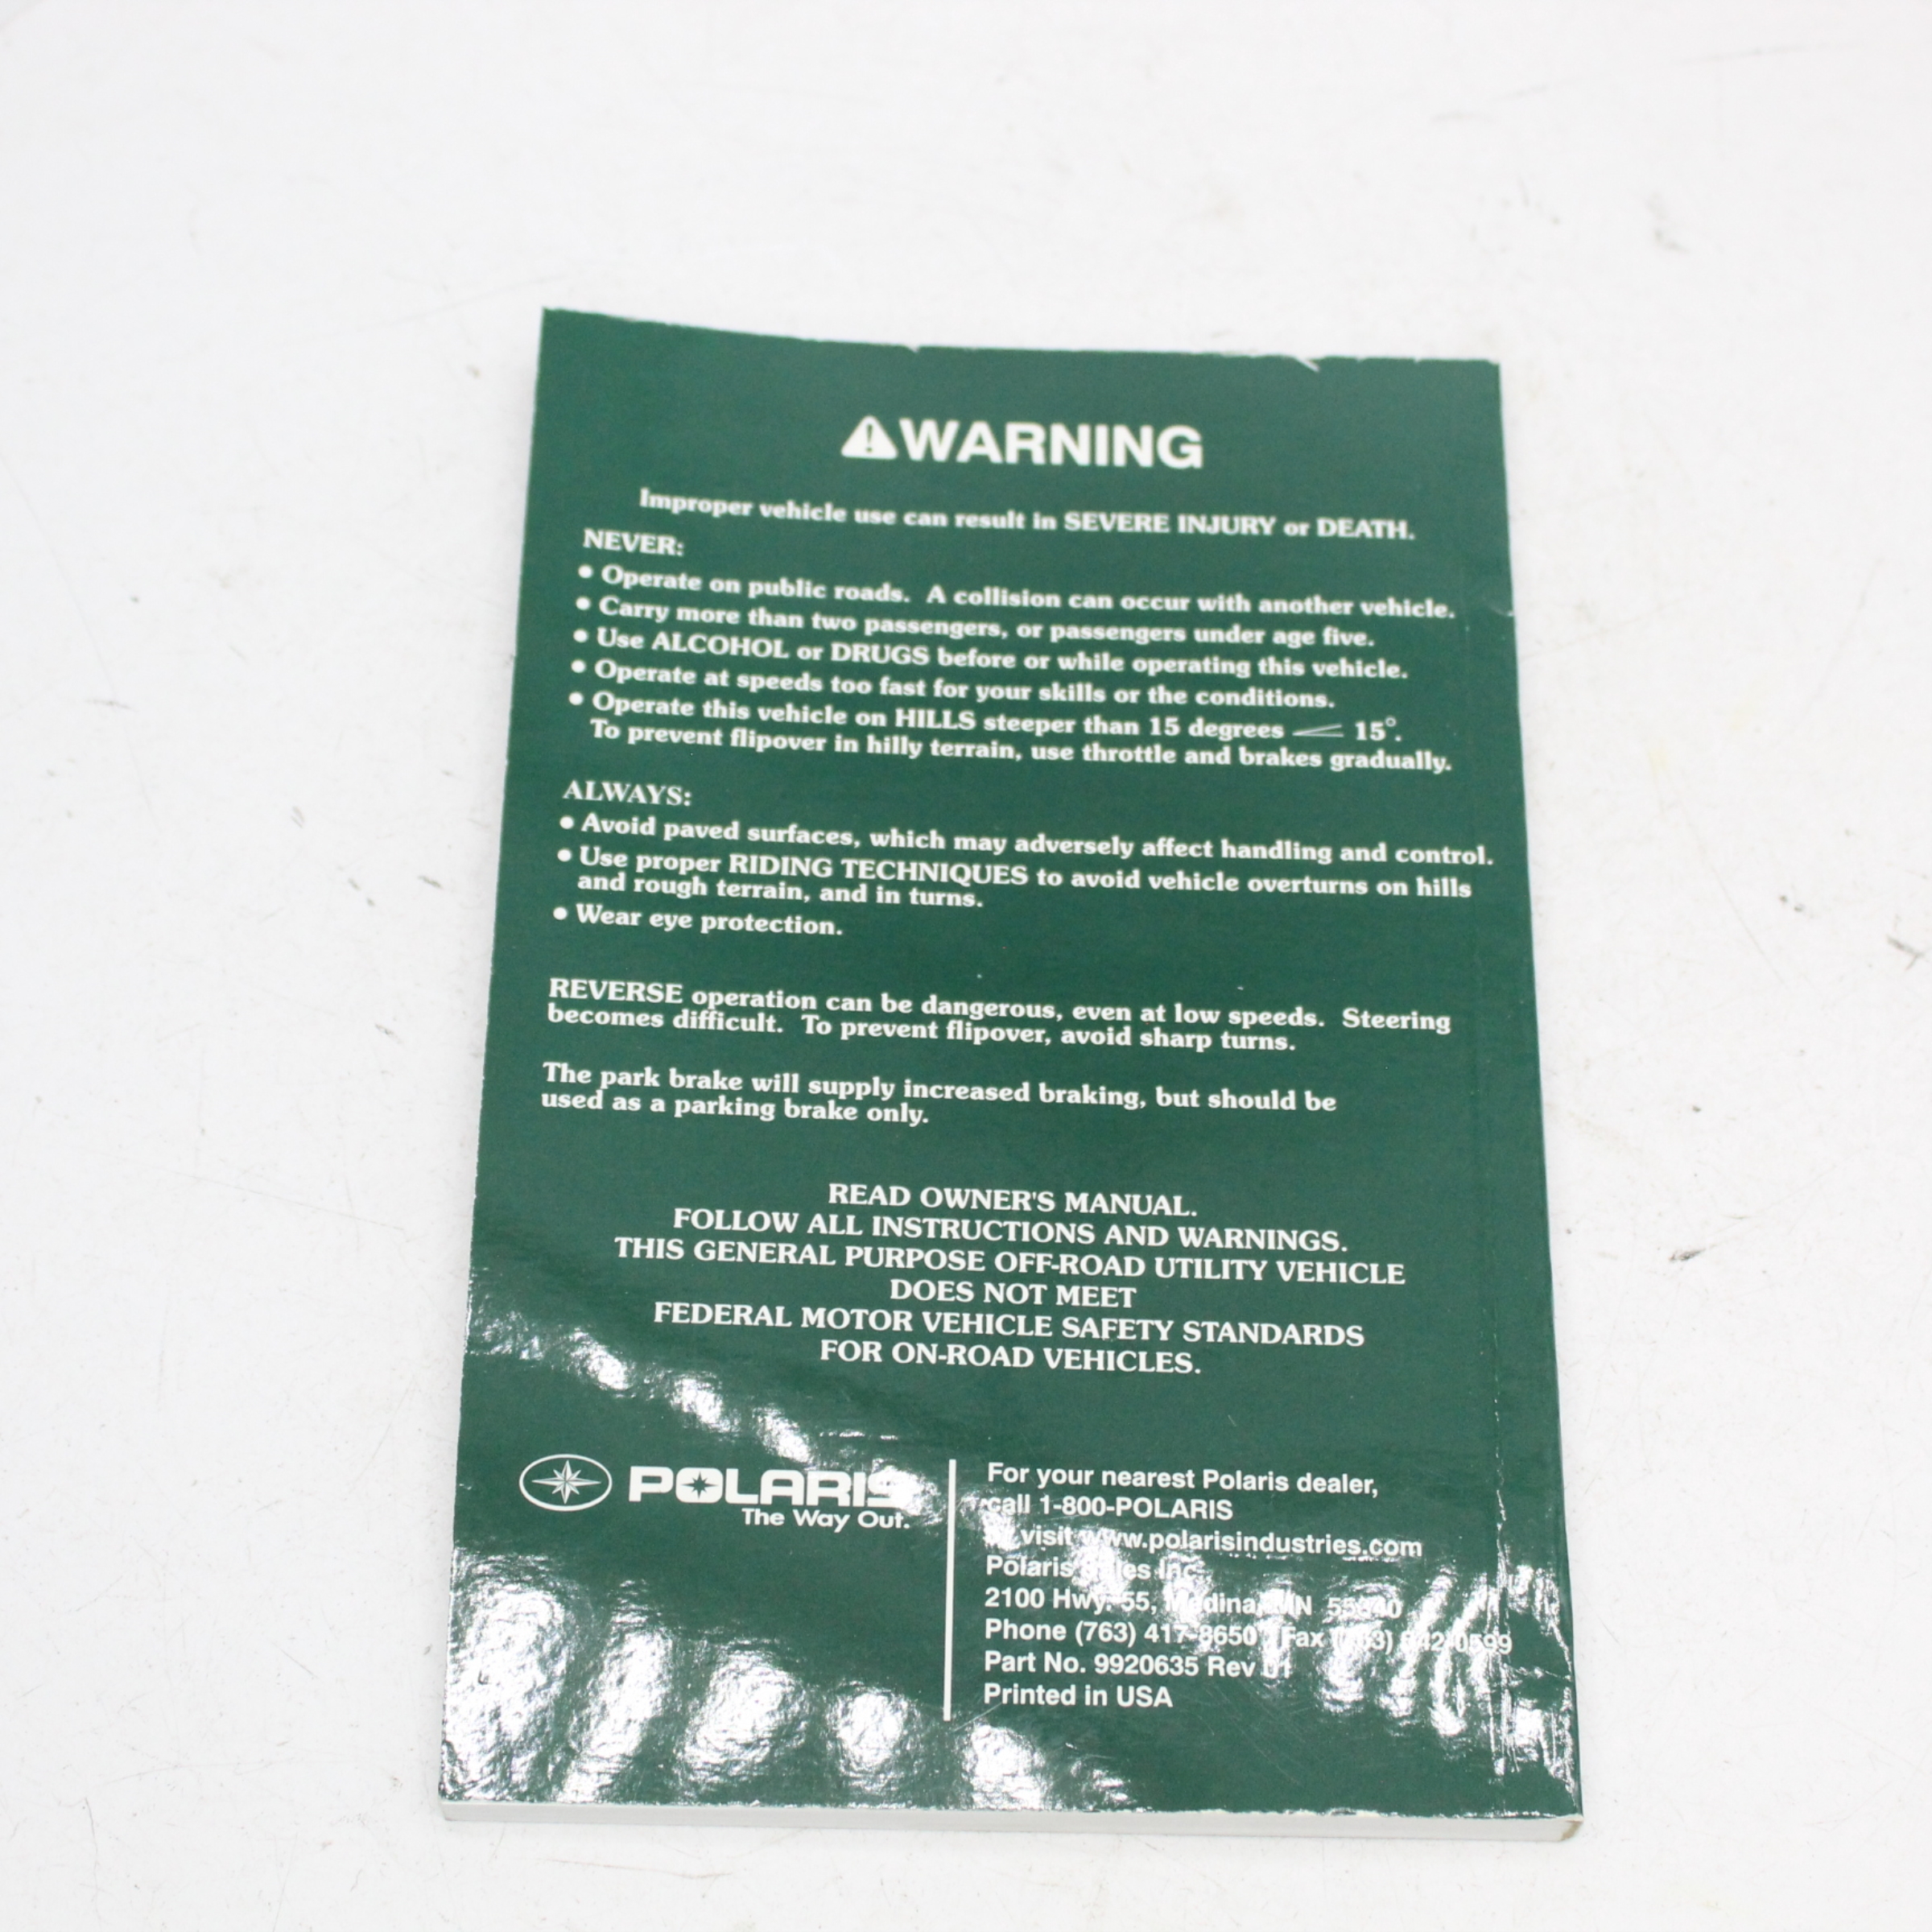 WARNING
Improper vehicle use can result in SEVERE INJURY or DEATH.
NEVER:
• Operate on public roads. A collision can occur with another vehicle.
• Carry more than two passengers, or passengers under age five.
• Use ALCOHOL or DRUGS before or while operating this vehicle.
• Operate at speeds too fast for your skills or the conditions.
• Operate this vehicle on HILLS steeper than 15 degrees 15°.
To prevent flipover in hilly terrain, use throttle and brakes gradually.
ALWAYS:
• Avoid paved surfaces, which may adversely affect handling and control.
• Use proper RIDING TECHNIQUES to avoid vehicle overturns on hills
and rough terrain, and in turns.
• Wear eye protection.
REVERSE operation can be dangerous, even at low speeds. Steering
becomes difficult. To prevent flipover, avoid sharp turns.
The park brake will supply increased braking, but should be
used as a parking brake only.
READ OWNER'S MANUAL.
FOLLOW ALL INSTRUCTIONS AND WARNINGS.
THIS GENERAL PURPOSE OFF-ROAD UTILITY VEHICLE
DOES NOT MEET
FEDERAL MOTOR VEHICLE SAFETY STANDARDS
FOR ON-ROAD VEHICLES.
POLARIS
The Way Out.
For your nearest Polaris dealer,
call 1-800-POLARIS
visit www.polarisindustries.com
Polaris Sales Inc.
2100 Hwy. 55, Medina, MN
Phone (763) 417-8650 Fax
Part No. 9920635 Rev
Printed in USA